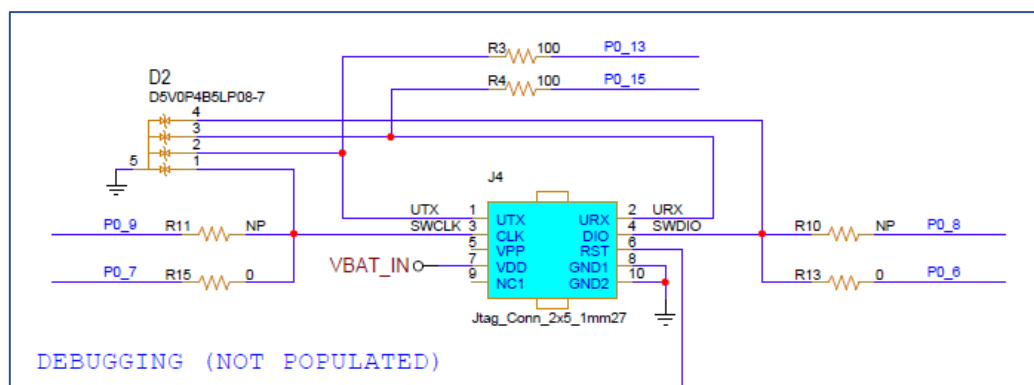 R3 100 P0_13
R4 100 P0_15
D2
D5V0P4B5LP08-7
4
3
2
5 1
J4
UTX 1 UTX URX 2 URX
SWCLK 3 CLK DIO 4 SWDIO
5 VPP RST 6
VBAT_IN 7 VDD GND1 8
9 NC1 GND2 10
Jtag_Conn_2x5_1mm27
P0_9 R11 NP
P0_7 R15 0
R10 NP P0_8
R13 0 P0_6
DEBUGGING (NOT POPULATED)